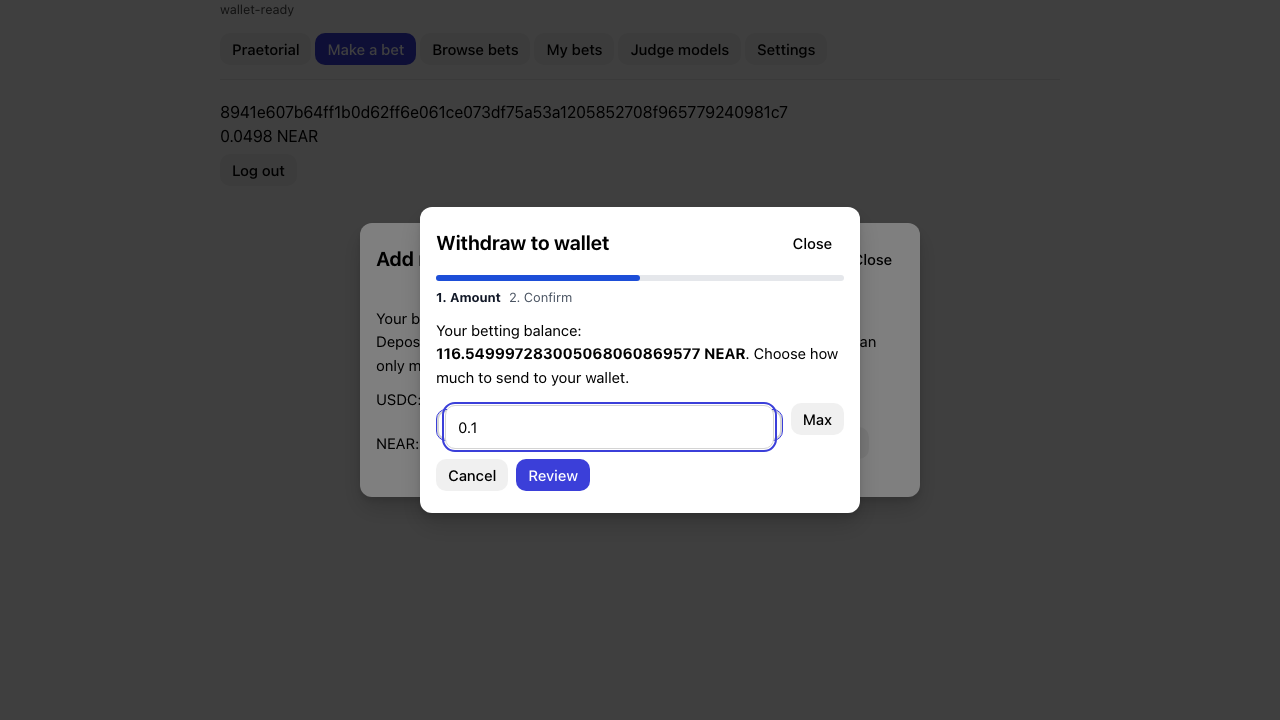 wallet-ready
Praetorial Make a bet Browse bets My bets Judge models Settings
8941e607b64ff1b0d62ff6e061ce073df75a53a1205852708f965779240981c7
0.0498 NEAR
Log out
Add
Close
Your b
Depos
an
only m
USDC:
NEAR:
Withdraw to wallet
Close
1. Amount 2. Confirm
Your betting balance:
116.549997283005068060869577 NEAR. Choose how
much to send to your wallet.
0.1
Max
Cancel Review